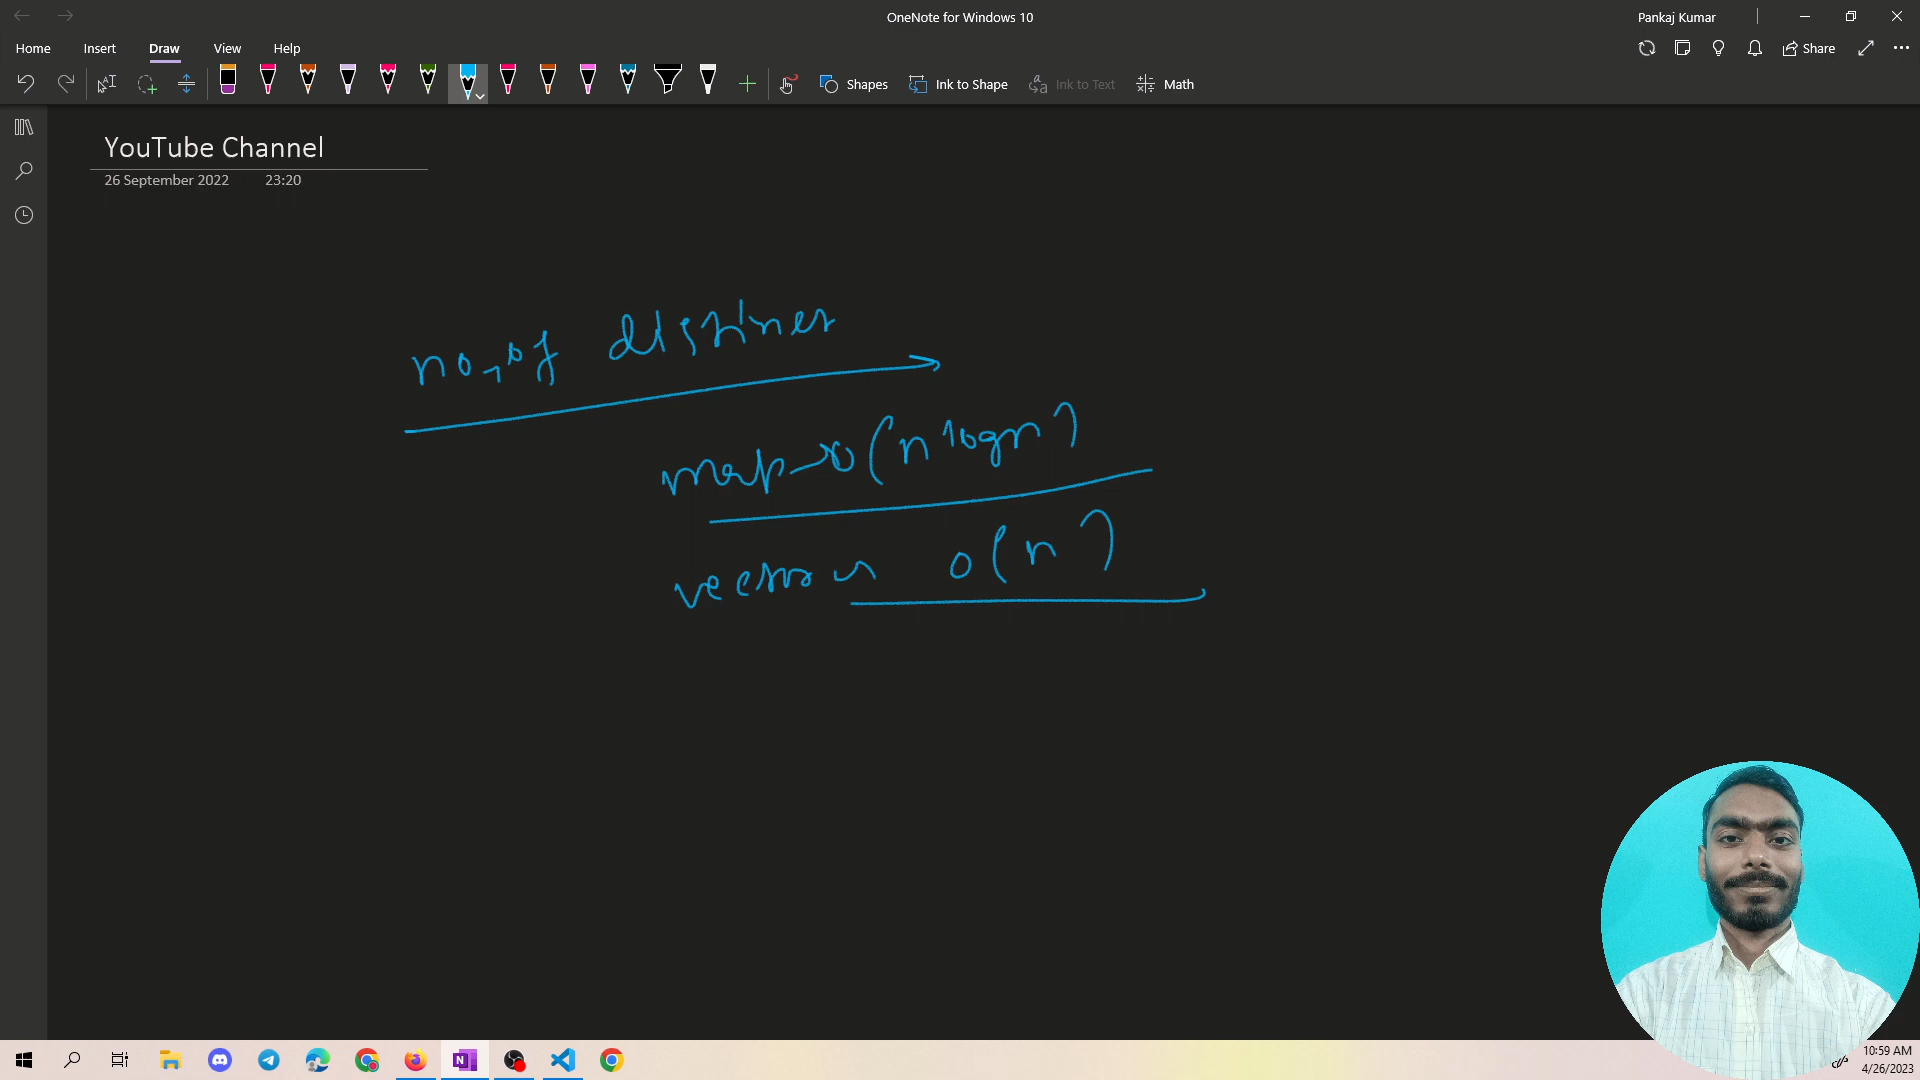 OneNote for Windows 10
Pankaj Kumar
Home Insert Draw View Help
Share
Shapes Ink to Shape Ink to Text Math
YouTube Channel
26 September 2022 23:20
no. of distinct
map → O(n logn)
vector O(n)
10:59 AM
4/26/2023